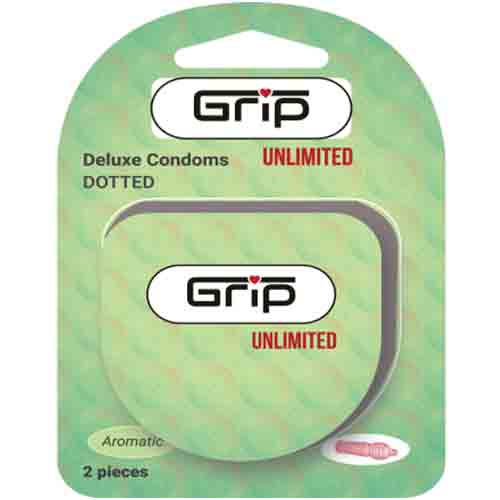 Grip
Deluxe Condoms UNLIMITED
DOTTED
Grip
UNLIMITED
Aromatic
2 pieces